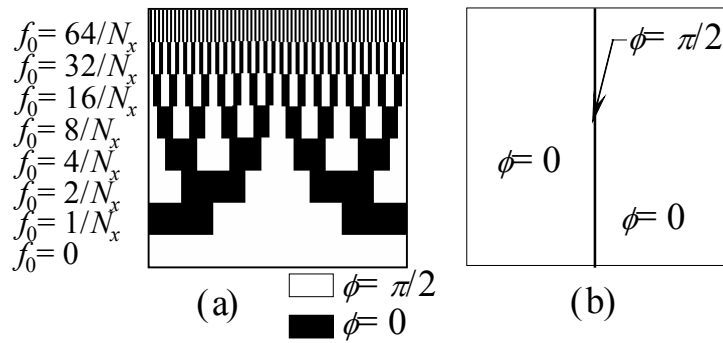 f₀= 64/Nₓ
f₀= 32/Nₓ
f₀= 16/Nₓ
f₀= 8/Nₓ
f₀= 4/Nₓ
f₀= 2/Nₓ
f₀= 1/Nₓ
f₀= 0
(a)
ϕ= π/2
ϕ= 0
ϕ= π/2
ϕ= 0
ϕ= 0
(b)